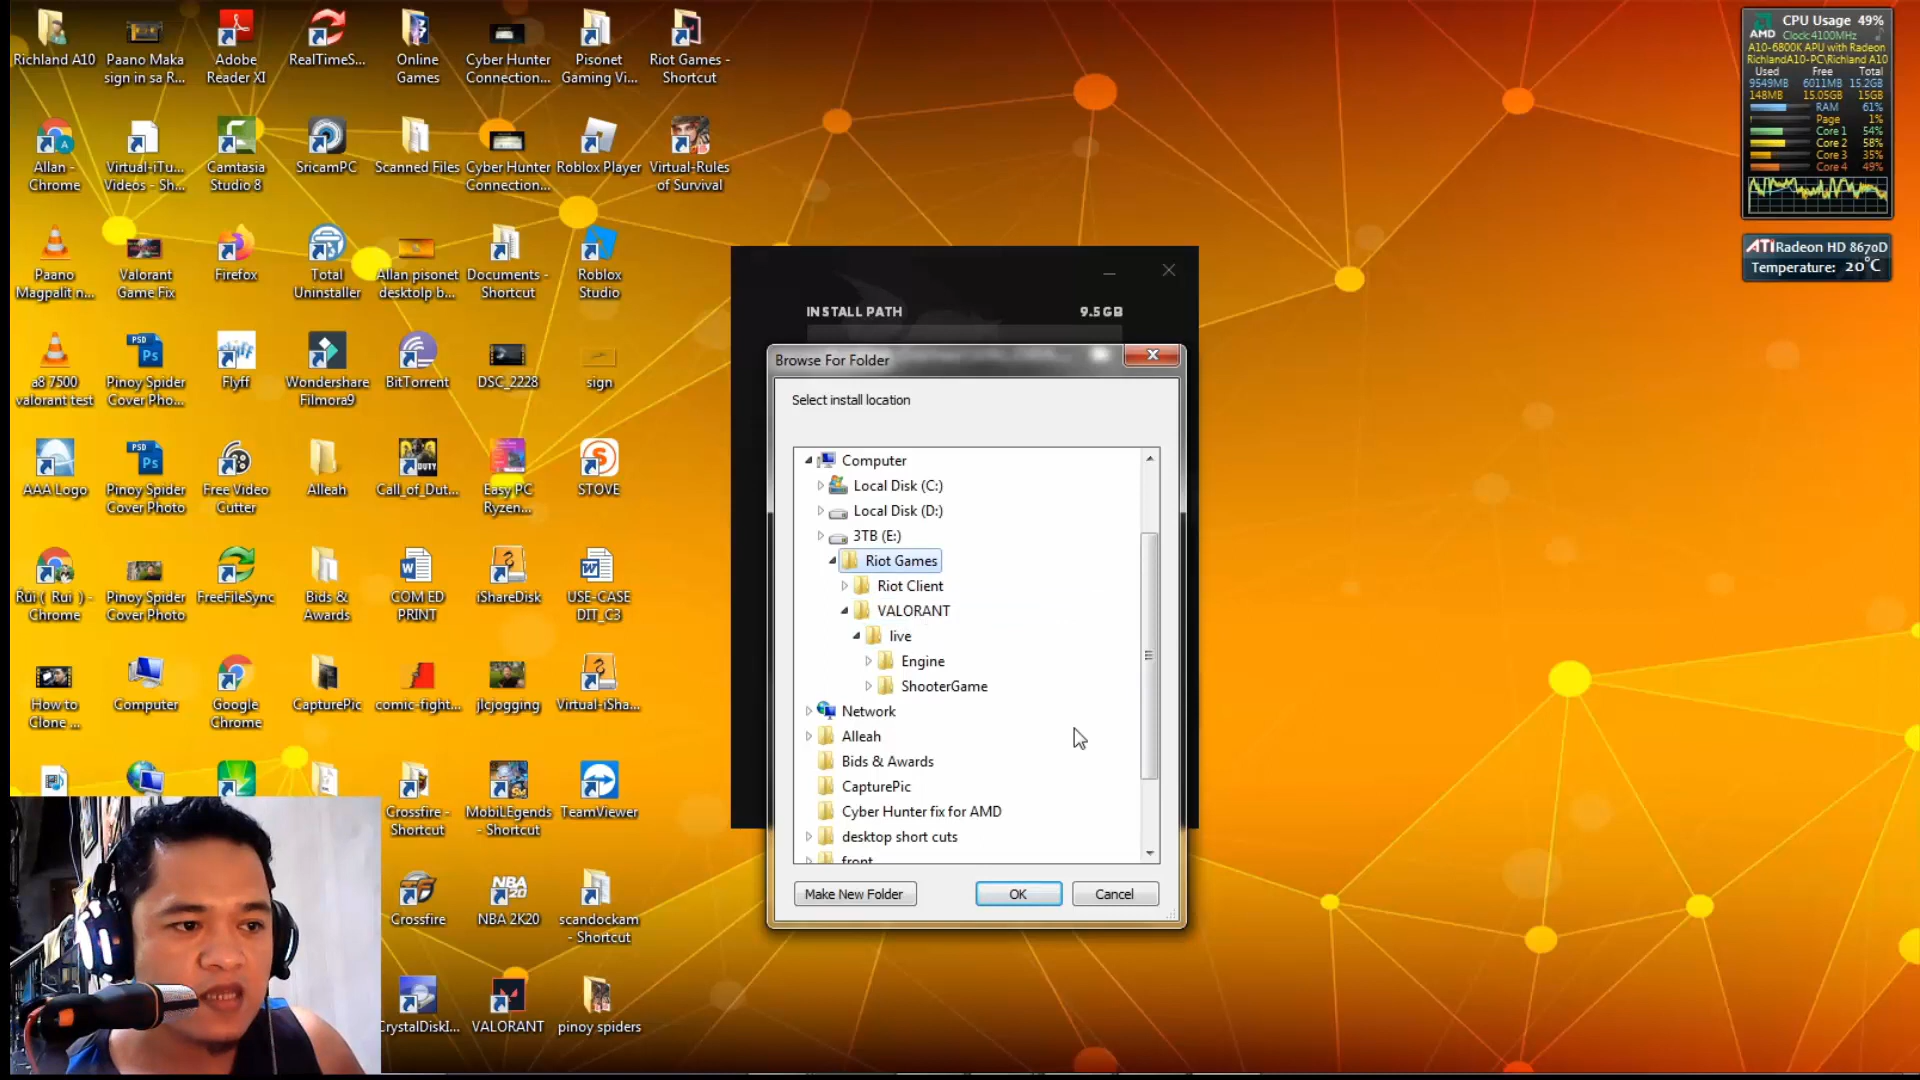 Richland A10
Paano Maka
sign in sa R...
Adobe
Reader XI
RealTimeS...
Online
Games
Cyber Hunter
Connection...
Pisonet
Gaming Vi...
Riot Games -
Shortcut
Allan -
Chrome
Virtual-iTu...
Videos - Sh...
Camtasia
Studio 8
SricamPC
Scanned Files
Cyber Hunter
Connection...
Roblox Player
Virtual-Rules
of Survival
Paano
Magpalit n...
Valorant
Game Fix
Firefox
Total
Uninstaller
Allan pisonet
desktolp b...
Documents -
Shortcut
Roblox
Studio
a8 7500
valorant test
PSD
Ps
Pinoy Spider
Cover Pho...
Flyff
Wondershare
Filmora9
BitTorrent
DSC_2228
sign
AAA Logo
PSD
Ps
Pinoy Spider
Cover Photo
Free Video
Cutter
Alleah
DUTY
Call_of_Dut...
Easy PC
Ryzen...
STOVE
Rui ( Rui ) -
Chrome
Pinoy Spider
Cover Photo
FreeFileSync
Bids &
Awards
COM ED
PRINT
iShareDisk
USE-CASE
DIT_C3
How to
Clone ...
Computer
Google
Chrome
CapturePic
comic-fight...
jlcjogging
Virtual-iSha...
Crossfire -
Shortcut
MobilEgends
- Shortcut
TeamViewer
Crossfire
NBA
2K20
NBA 2K20
scandockam
- Shortcut
CrystalDiskI...
VALORANT
pinoy spiders
INSTALL PATH
9.5GB
Browse For Folder
Select install location
Computer
Local Disk (C:)
Local Disk (D:)
3TB (E:)
Riot Games
Riot Client
VALORANT
live
Engine
ShooterGame
Network
Alleah
Bids & Awards
CapturePic
Cyber Hunter fix for AMD
desktop short cuts
front
Make New Folder
OK
Cancel
AMD
CPU Usage 49%
Clock:4100MHz
A10-6800K APU with Radeon
RichlandA10-PC\Richland A10
Used Free Total
9549MB 6011MB 15.2GB
148MB 15.05GB 15GB
RAM 61%
Page 1%
Core 1 54%
Core 2 58%
Core 3 35%
Core 4 49%
ATI Radeon HD 8670D
Temperature: 20°C